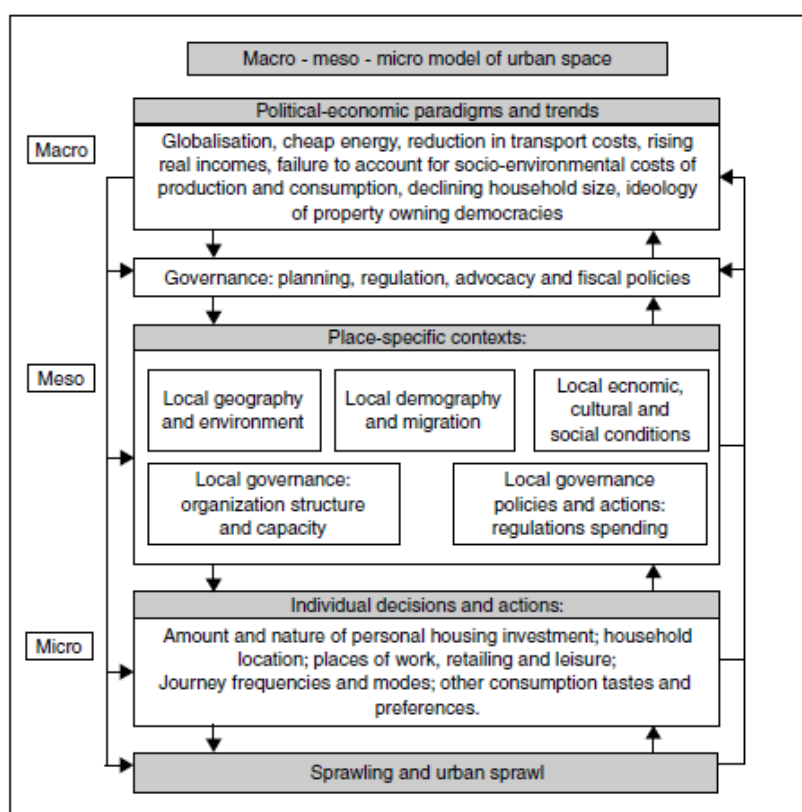 Macro - meso - micro model of urban space
Political-economic paradigms and trends
Macro
Globalisation, cheap energy, reduction in transport costs, rising
real incomes, failure to account for socio-environmental costs of
production and consumption, declining household size, ideology
of property owning democracies
Governance: planning, regulation, advocacy and fiscal policies
Place-specific contexts:
Meso
Local geography
and environment
Local demography
and migration
Local ecnomic,
cultural and
social conditions
Local governance:
organization structure
and capacity
Local governance
policies and actions:
regulations spending
Individual decisions and actions:
Micro
Amount and nature of personal housing investment; household
location; places of work, retailing and leisure;
Journey frequencies and modes; other consumption tastes and
preferences.
Sprawling and urban sprawl